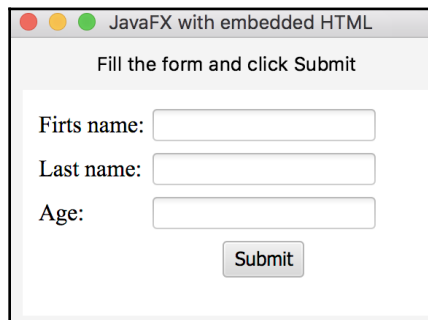 JavaFX with embedded HTML
Fill the form and click Submit
Firts name:
Last name:
Age:
Submit